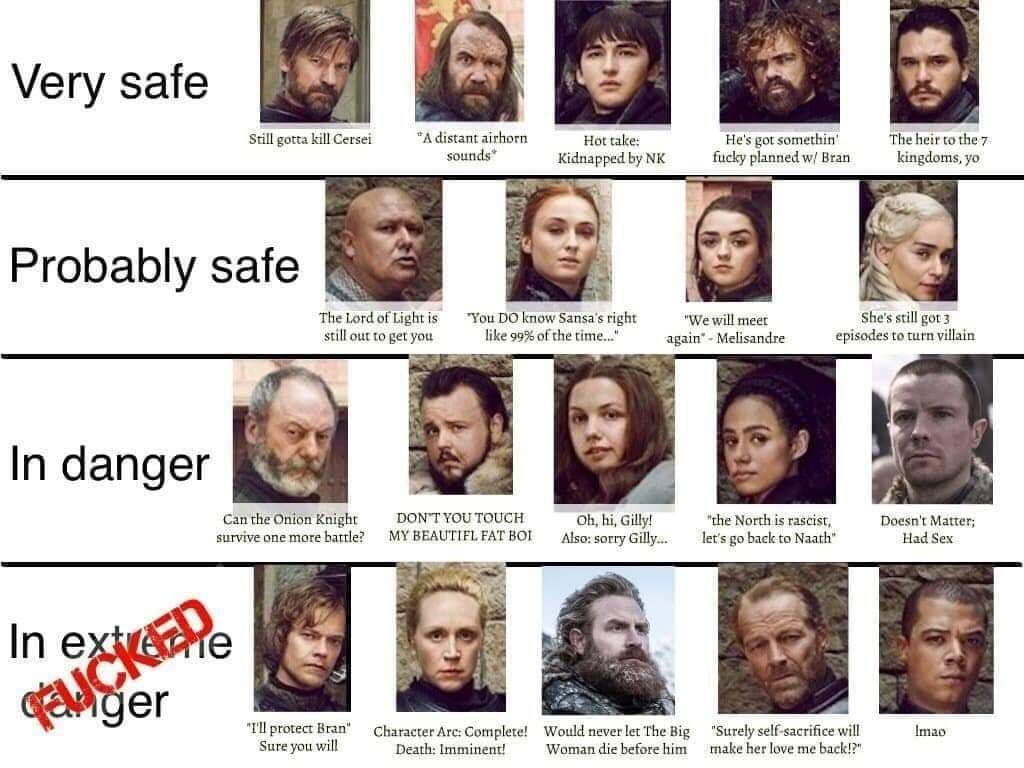 Very safe
Still gotta kill Cersei
"A distant airhorn
sounds"
Hot take:
Kidnapped by NK
He's got somethin'
fucky planned w/ Bran
The heir to the 7
kingdoms, yo
Probably safe
The Lord of Light is
still out to get you
"You DO know Sansa's right
like 99% of the time..."
"We will meet
again" - Melisandre
She's still got 3
episodes to turn villain
In danger
Can the Onion Knight
survive one more battle?
DON"T YOU TOUCH
MY BEAUTIFL FAT BOI
Oh, hi, Gilly!
Also: sorry Gilly...
"the North is rascist,
let's go back to Naath"
Doesn't Matter;
Had Sex
In extreme
danger
FUCKED
"I'll protect Bran"
Sure you will
Character Arc: Complete!
Death: Imminent!
Would never let The Big
Woman die before him
"Surely self-sacrifice will
make her love me back!?"
lmao